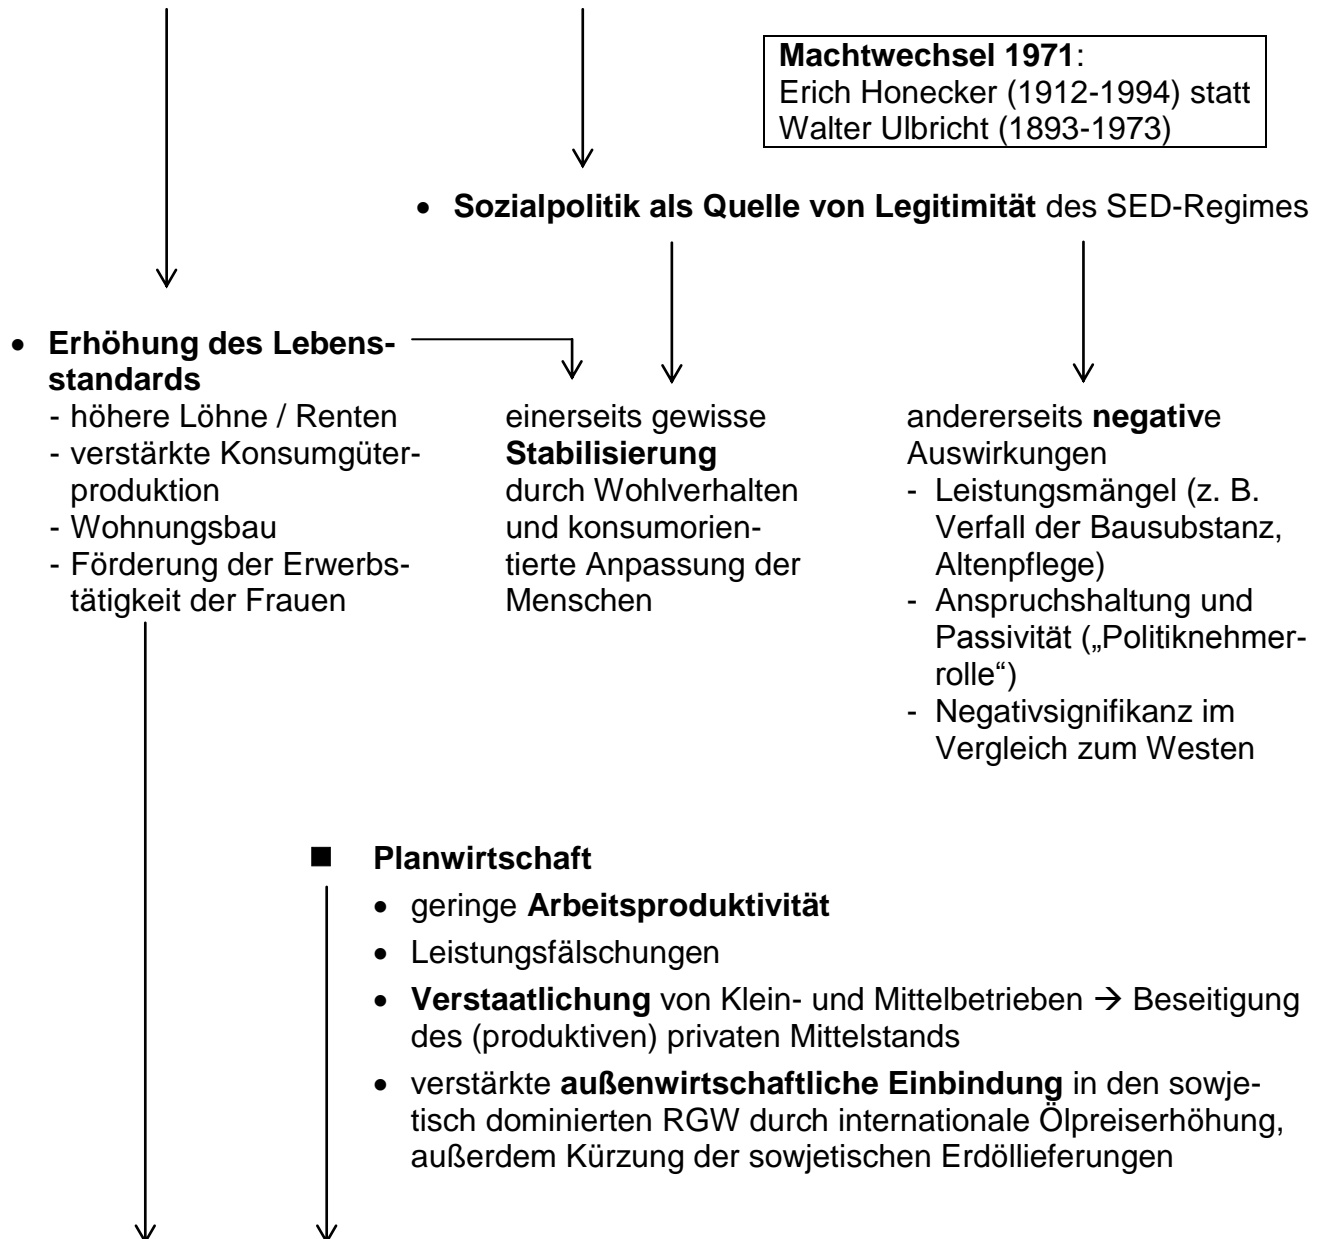 Machtwechsel 1971:
Erich Honecker (1912-1994) statt
Walter Ulbricht (1893-1973)
• Sozialpolitik als Quelle von Legitimität des SED-Regimes
• Erhöhung des Lebens-
standards
- höhere Löhne / Renten
- verstärkte Konsumgüter-
produktion
- Wohnungsbau
- Förderung der Erwerbs-
tätigkeit der Frauen
einerseits gewisse
Stabilisierung
durch Wohlverhalten
und konsumorien-
tierte Anpassung der
Menschen
andererseits negative
Auswirkungen
- Leistungsmängel (z. B.
Verfall der Bausubstanz,
Altenpflege)
- Anspruchshaltung und
Passivität („Politiknehmer-
rolle“)
- Negativsignifikanz im
Vergleich zum Westen
■ Planwirtschaft
• geringe Arbeitsproduktivität
• Leistungsfälschungen
• Verstaatlichung von Klein- und Mittelbetrieben → Beseitigung
des (produktiven) privaten Mittelstands
• verstärkte außenwirtschaftliche Einbindung in den sowje-
tisch dominierten RGW durch internationale Ölpreiserhöhung,
außerdem Kürzung der sowjetischen Erdöllieferungen